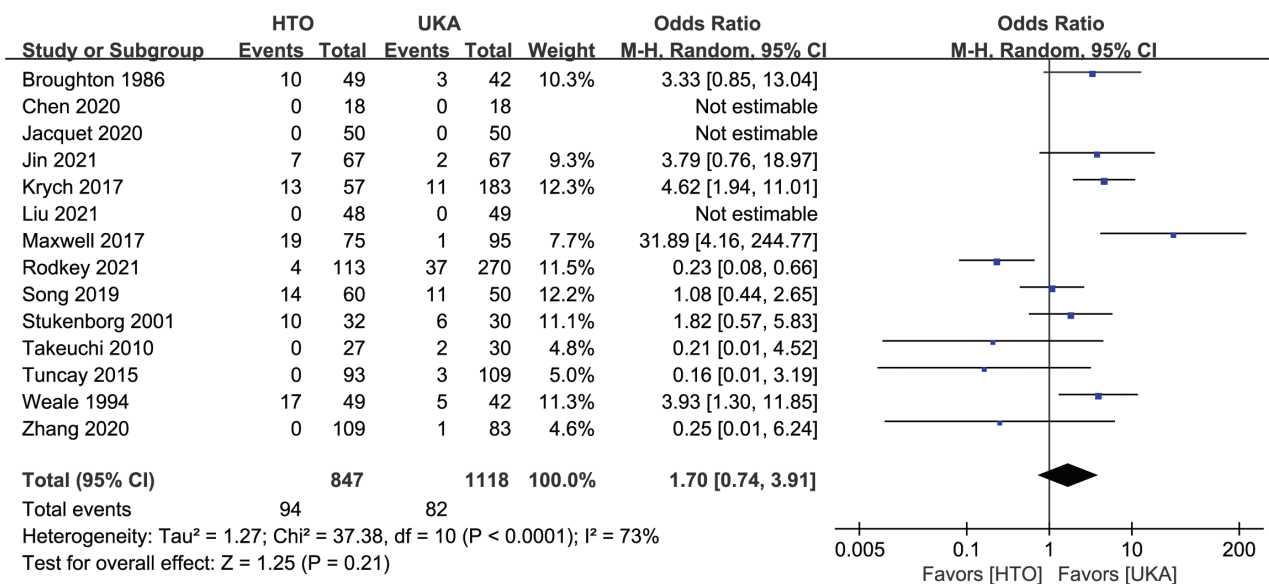 HTO UKA Odds Ratio Odds Ratio
Study or Subgroup Events Total Events Total Weight M-H, Random, 95% CI M-H, Random, 95% CI
Broughton 1986 10 49 3 42 10.3% 3.33 [0.85, 13.04]
Chen 2020 0 18 0 18 Not estimable
Jacquet 2020 0 50 0 50 Not estimable
Jin 2021 7 67 2 67 9.3% 3.79 [0.76, 18.97]
Krych 2017 13 57 11 183 12.3% 4.62 [1.94, 11.01]
Liu 2021 0 48 0 49 Not estimable
Maxwell 2017 19 75 1 95 7.7% 31.89 [4.16, 244.77]
Rodkey 2021 4 113 37 270 11.5% 0.23 [0.08, 0.66]
Song 2019 14 60 11 50 12.2% 1.08 [0.44, 2.65]
Stukenborg 2001 10 32 6 30 11.1% 1.82 [0.57, 5.83]
Takeuchi 2010 0 27 2 30 4.8% 0.21 [0.01, 4.52]
Tuncay 2015 0 93 3 109 5.0% 0.16 [0.01, 3.19]
Weale 1994 17 49 5 42 11.3% 3.93 [1.30, 11.85]
Zhang 2020 0 109 1 83 4.6% 0.25 [0.01, 6.24]
Total (95% CI) 847 1118 100.0% 1.70 [0.74, 3.91]
Total events 94 82
Heterogeneity: Tau² = 1.27; Chi² = 37.38, df = 10 (P < 0.0001); I² = 73%
Test for overall effect: Z = 1.25 (P = 0.21)
0.005 0.1 1 10 200
Favors [HTO] Favors [UKA]